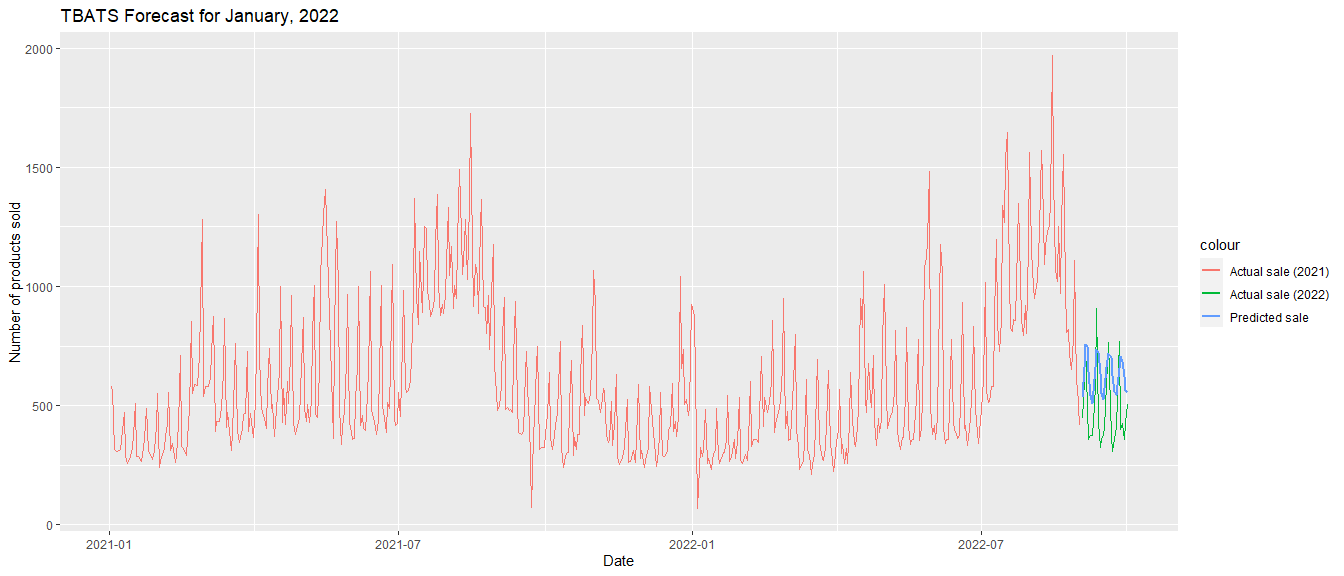 TBATS Forecast for January, 2022
Number of products sold
2000
1500
1000
500
0
2021-01
2021-07
2022-01
2022-07
Date
colour
Actual sale (2021)
Actual sale (2022)
Predicted sale